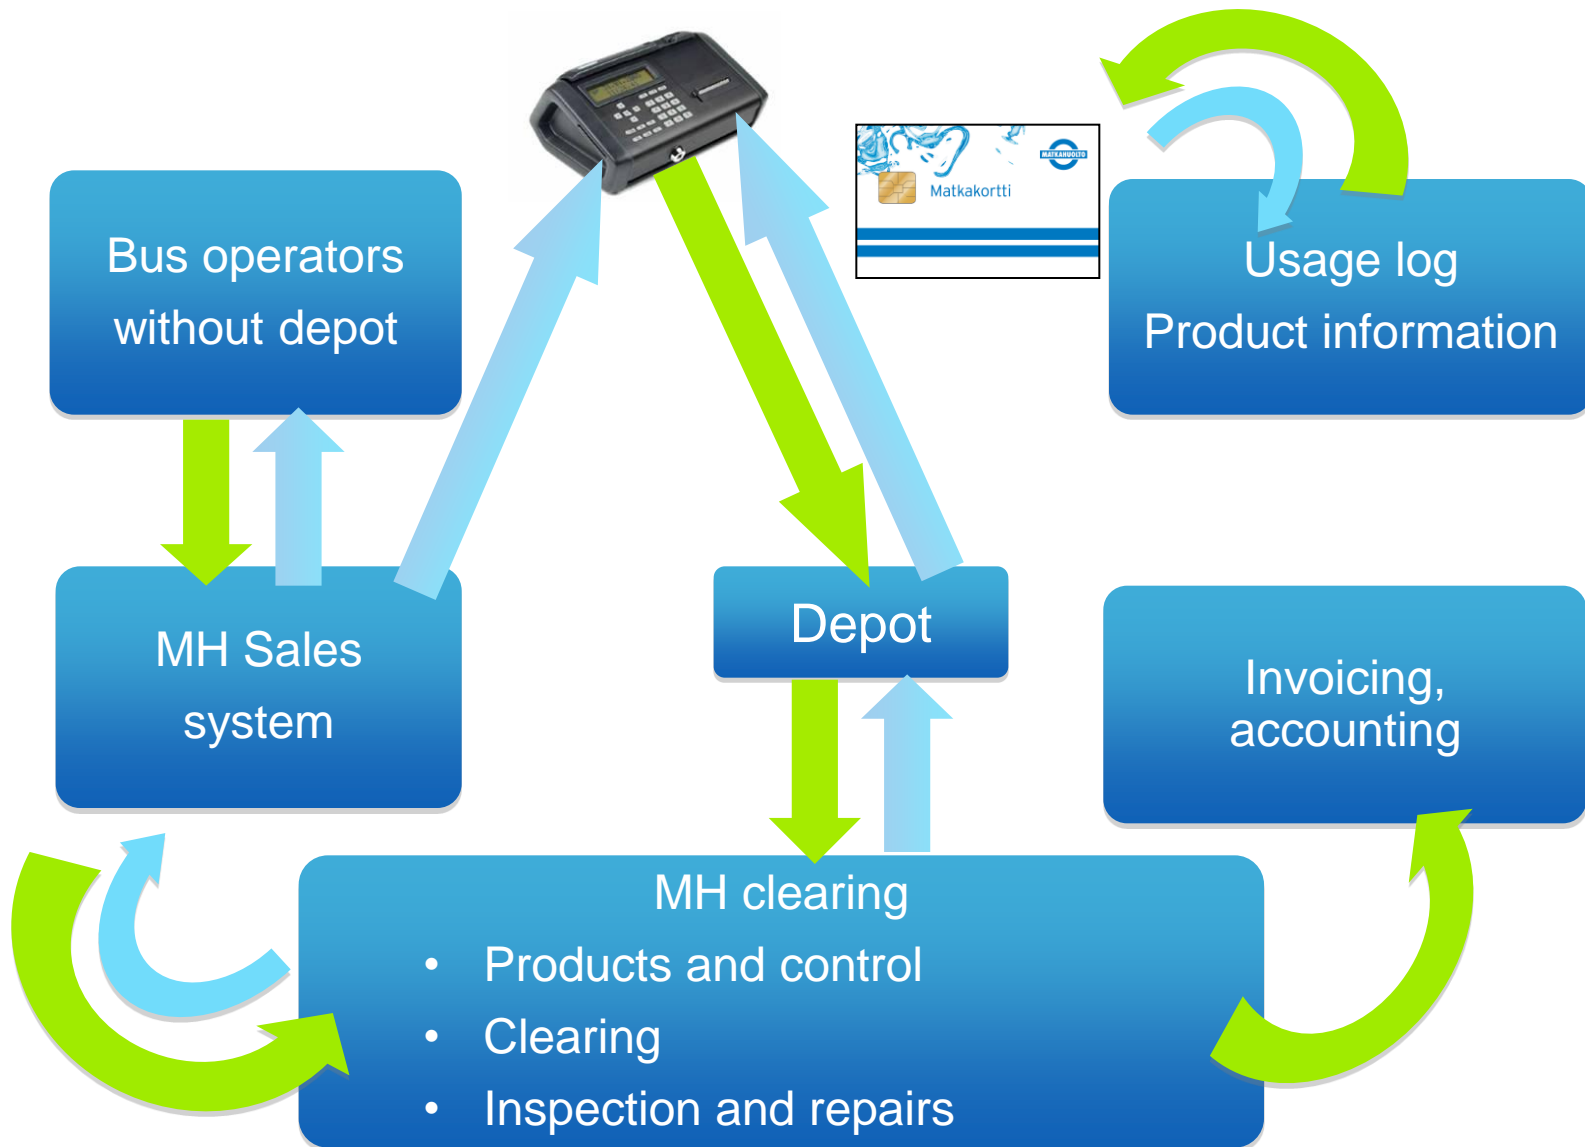 MATKAHUOLTO
Matkakortti
Bus operators
without depot
Usage log
Product information
MH Sales
system
Depot
Invoicing,
accounting
MH clearing
• Products and control
• Clearing
• Inspection and repairs